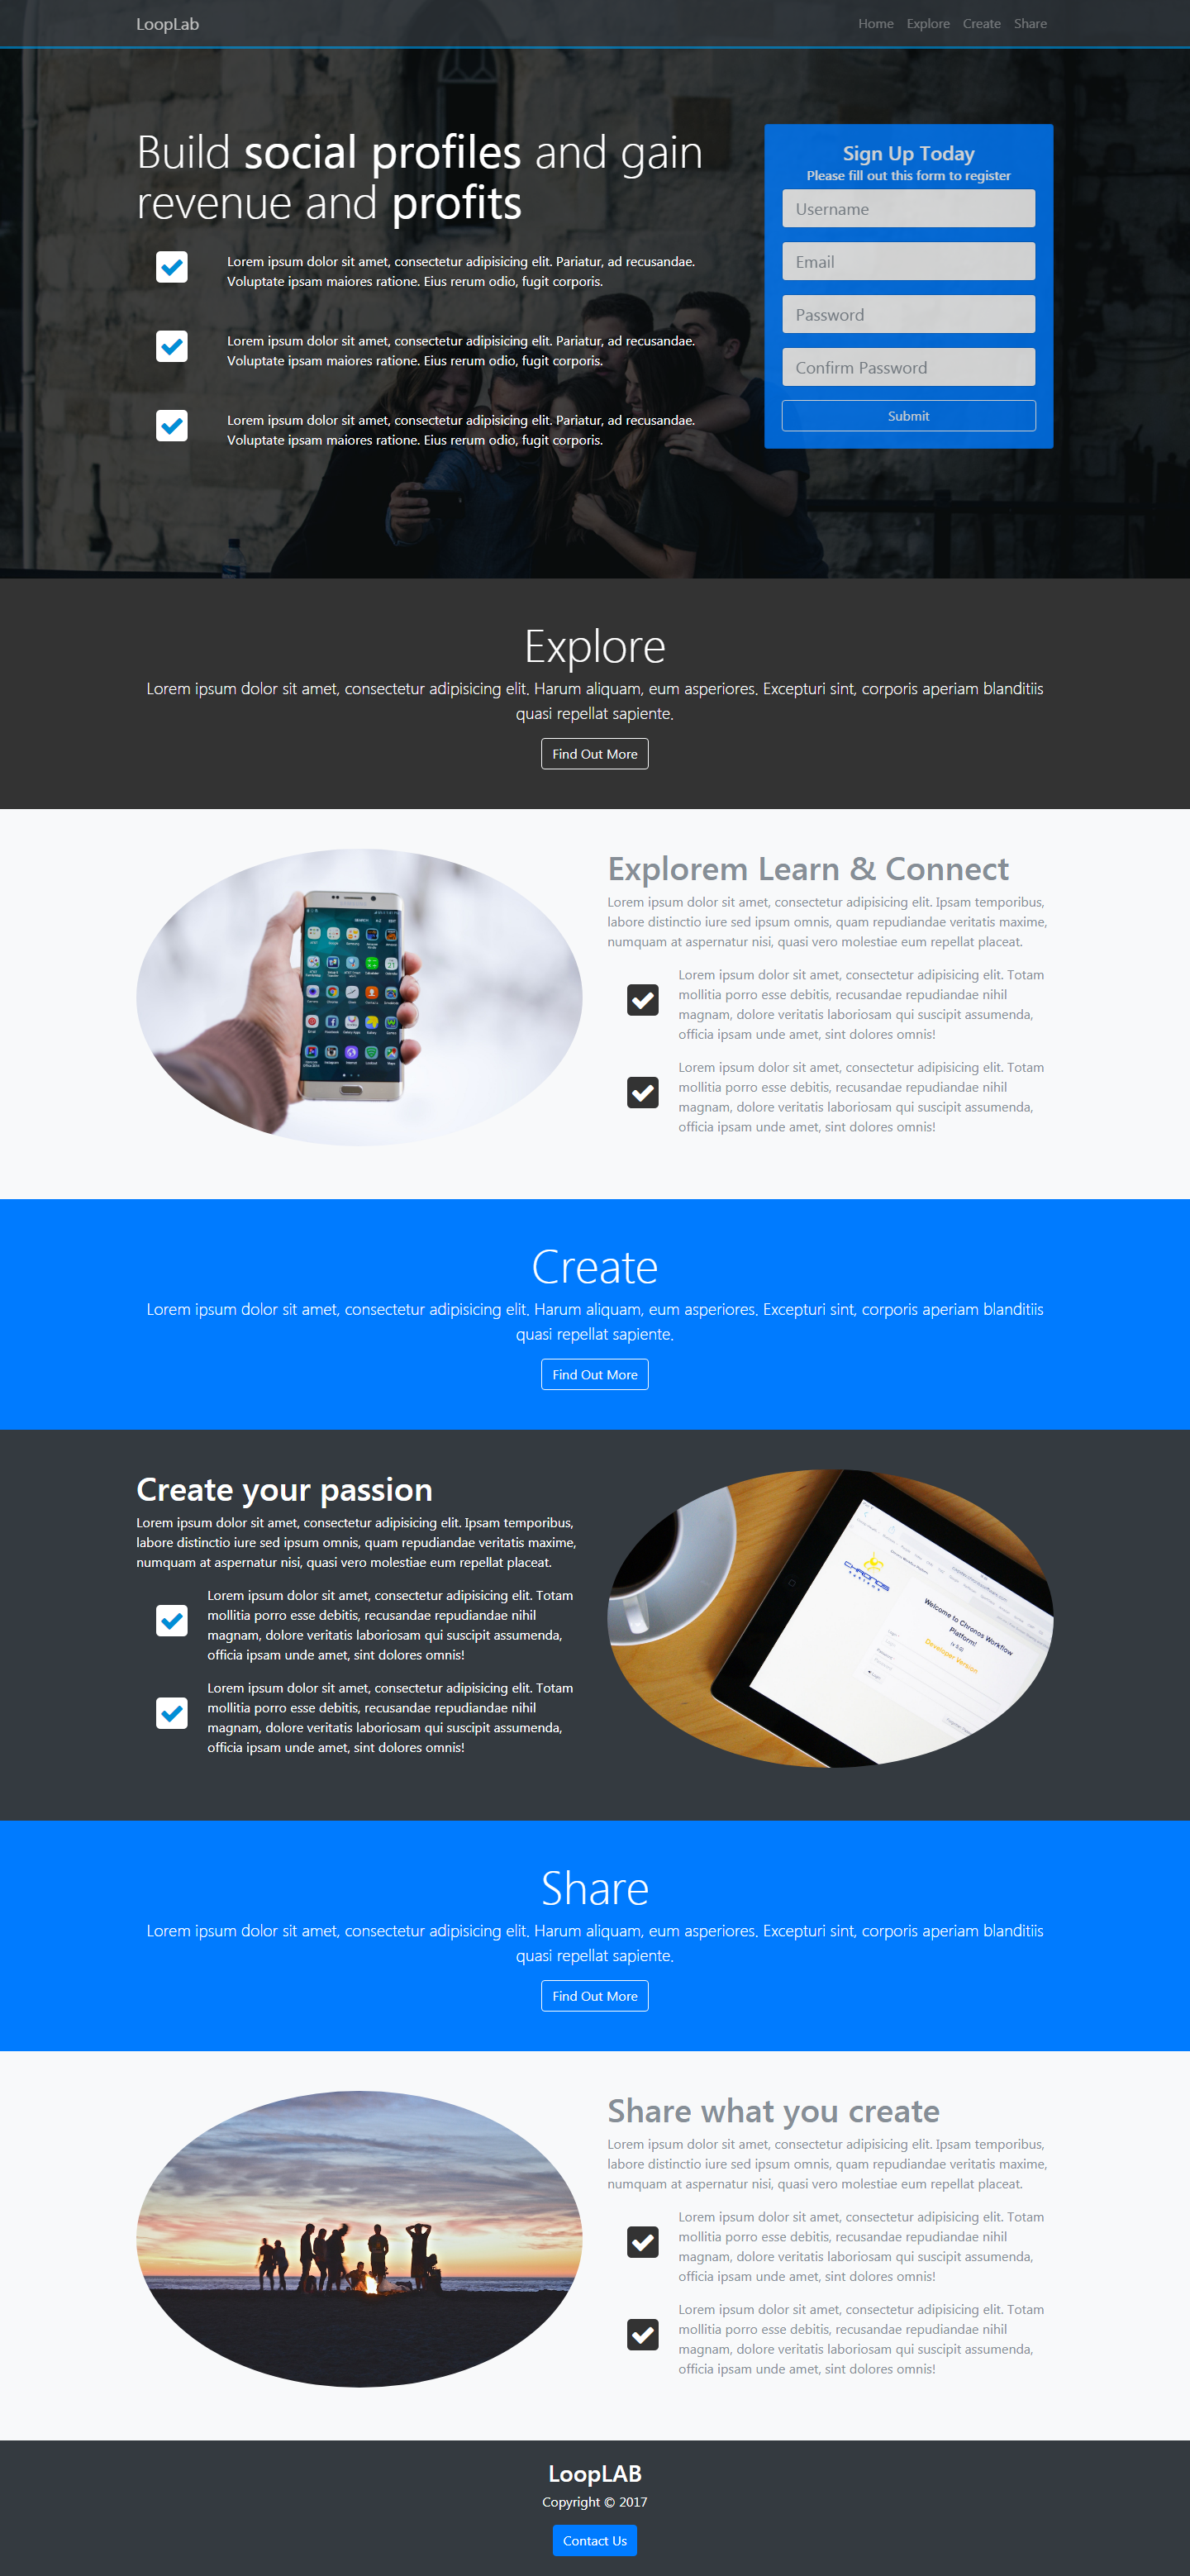 LoopLab
Home Explore Create Share
Build social profiles and gain
revenue and profits
Lorem ipsum dolor sit amet, consectetur adipisicing elit. Pariatur, ad recusandae.
Voluptate ipsam maiores ratione. Eius rerum odio, fugit corporis.
Lorem ipsum dolor sit amet, consectetur adipisicing elit. Pariatur, ad recusandae.
Voluptate ipsam maiores ratione. Eius rerum odio, fugit corporis.
Lorem ipsum dolor sit amet, consectetur adipisicing elit. Pariatur, ad recusandae.
Voluptate ipsam maiores ratione. Eius rerum odio, fugit corporis.
Sign Up Today
Please fill out this form to register
Username
Email
Password
Confirm Password
Submit
Explore
Lorem ipsum dolor sit amet, consectetur adipisicing elit. Harum aliquam, eum asperiores. Excepturi sint, corporis aperiam blanditiis
quasi repellat sapiente.
Find Out More
Explorem Learn & Connect
Lorem ipsum dolor sit amet, consectetur adipisicing elit. Ipsam temporibus,
labore distinctio iure sed ipsum omnis, quam repudiandae veritatis maxime,
numquam at aspernatur nisi, quasi vero molestiae eum repellat placeat.
Lorem ipsum dolor sit amet, consectetur adipisicing elit. Totam
mollitia porro esse debitis, recusandae repudiandae nihil
magnam, dolore veritatis laboriosam qui suscipit assumenda,
officia ipsam unde amet, sint dolores omnis!
Lorem ipsum dolor sit amet, consectetur adipisicing elit. Totam
mollitia porro esse debitis, recusandae repudiandae nihil
magnam, dolore veritatis laboriosam qui suscipit assumenda,
officia ipsam unde amet, sint dolores omnis!
Create
Lorem ipsum dolor sit amet, consectetur adipisicing elit. Harum aliquam, eum asperiores. Excepturi sint, corporis aperiam blanditiis
quasi repellat sapiente.
Find Out More
Create your passion
Lorem ipsum dolor sit amet, consectetur adipisicing elit. Ipsam temporibus,
labore distinctio iure sed ipsum omnis, quam repudiandae veritatis maxime,
numquam at aspernatur nisi, quasi vero molestiae eum repellat placeat.
Lorem ipsum dolor sit amet, consectetur adipisicing elit. Totam
mollitia porro esse debitis, recusandae repudiandae nihil
magnam, dolore veritatis laboriosam qui suscipit assumenda,
officia ipsam unde amet, sint dolores omnis!
Lorem ipsum dolor sit amet, consectetur adipisicing elit. Totam
mollitia porro esse debitis, recusandae repudiandae nihil
magnam, dolore veritatis laboriosam qui suscipit assumenda,
officia ipsam unde amet, sint dolores omnis!
CHRONOS
Welcome to Chronos Workflow
Platform!
Developer Version
Share
Lorem ipsum dolor sit amet, consectetur adipisicing elit. Harum aliquam, eum asperiores. Excepturi sint, corporis aperiam blanditiis
quasi repellat sapiente.
Find Out More
Share what you create
Lorem ipsum dolor sit amet, consectetur adipisicing elit. Ipsam temporibus,
labore distinctio iure sed ipsum omnis, quam repudiandae veritatis maxime,
numquam at aspernatur nisi, quasi vero molestiae eum repellat placeat.
Lorem ipsum dolor sit amet, consectetur adipisicing elit. Totam
mollitia porro esse debitis, recusandae repudiandae nihil
magnam, dolore veritatis laboriosam qui suscipit assumenda,
officia ipsam unde amet, sint dolores omnis!
Lorem ipsum dolor sit amet, consectetur adipisicing elit. Totam
mollitia porro esse debitis, recusandae repudiandae nihil
magnam, dolore veritatis laboriosam qui suscipit assumenda,
officia ipsam unde amet, sint dolores omnis!
LoopLAB
Copyright © 2017
Contact Us